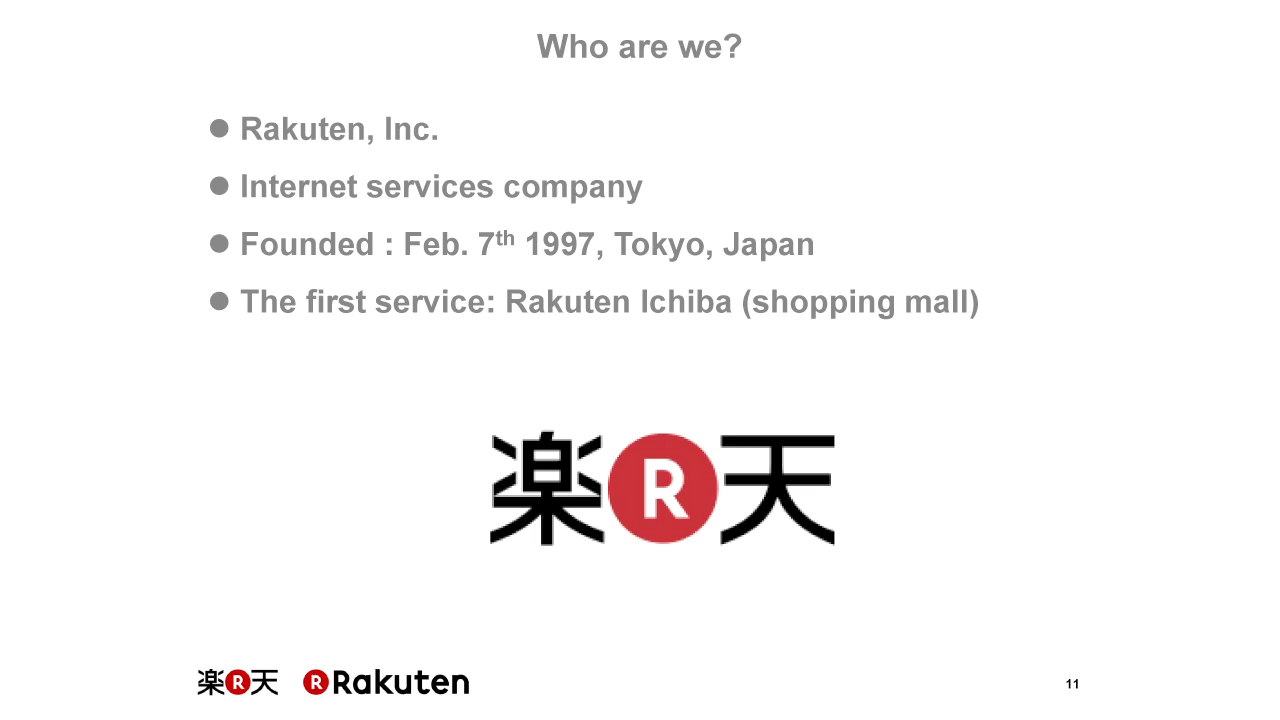 Who are we?
● Rakuten, Inc.
● Internet services company
● Founded : Feb. 7th 1997, Tokyo, Japan
● The first service: Rakuten Ichiba (shopping mall)
楽R天
楽R天 R Rakuten
11